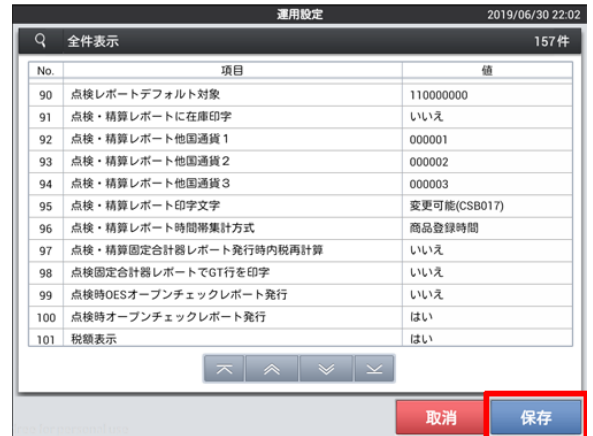 運用設定 2019/06/30 22:02
全件表示 157件
No. 項目 値
90 点検レポートデフォルト対象 110000000
91 点検・精算レポートに在庫印字 いいえ
92 点検・精算レポート他国通貨1 000001
93 点検・精算レポート他国通貨2 000002
94 点検・精算レポート他国通貨3 000003
95 点検・精算レポート印字文字 変更可能(CSB017)
96 点検・精算レポート時間帯集計方式 商品登録時間
97 点検・精算固定合計器レポート発行時内税再計算 いいえ
98 点検固定合計器レポートでGT行を印字 いいえ
99 点検時OESオープンチェックレポート発行 いいえ
100 点検時オープンチェックレポート発行 はい
101 税額表示 はい
取消 保存